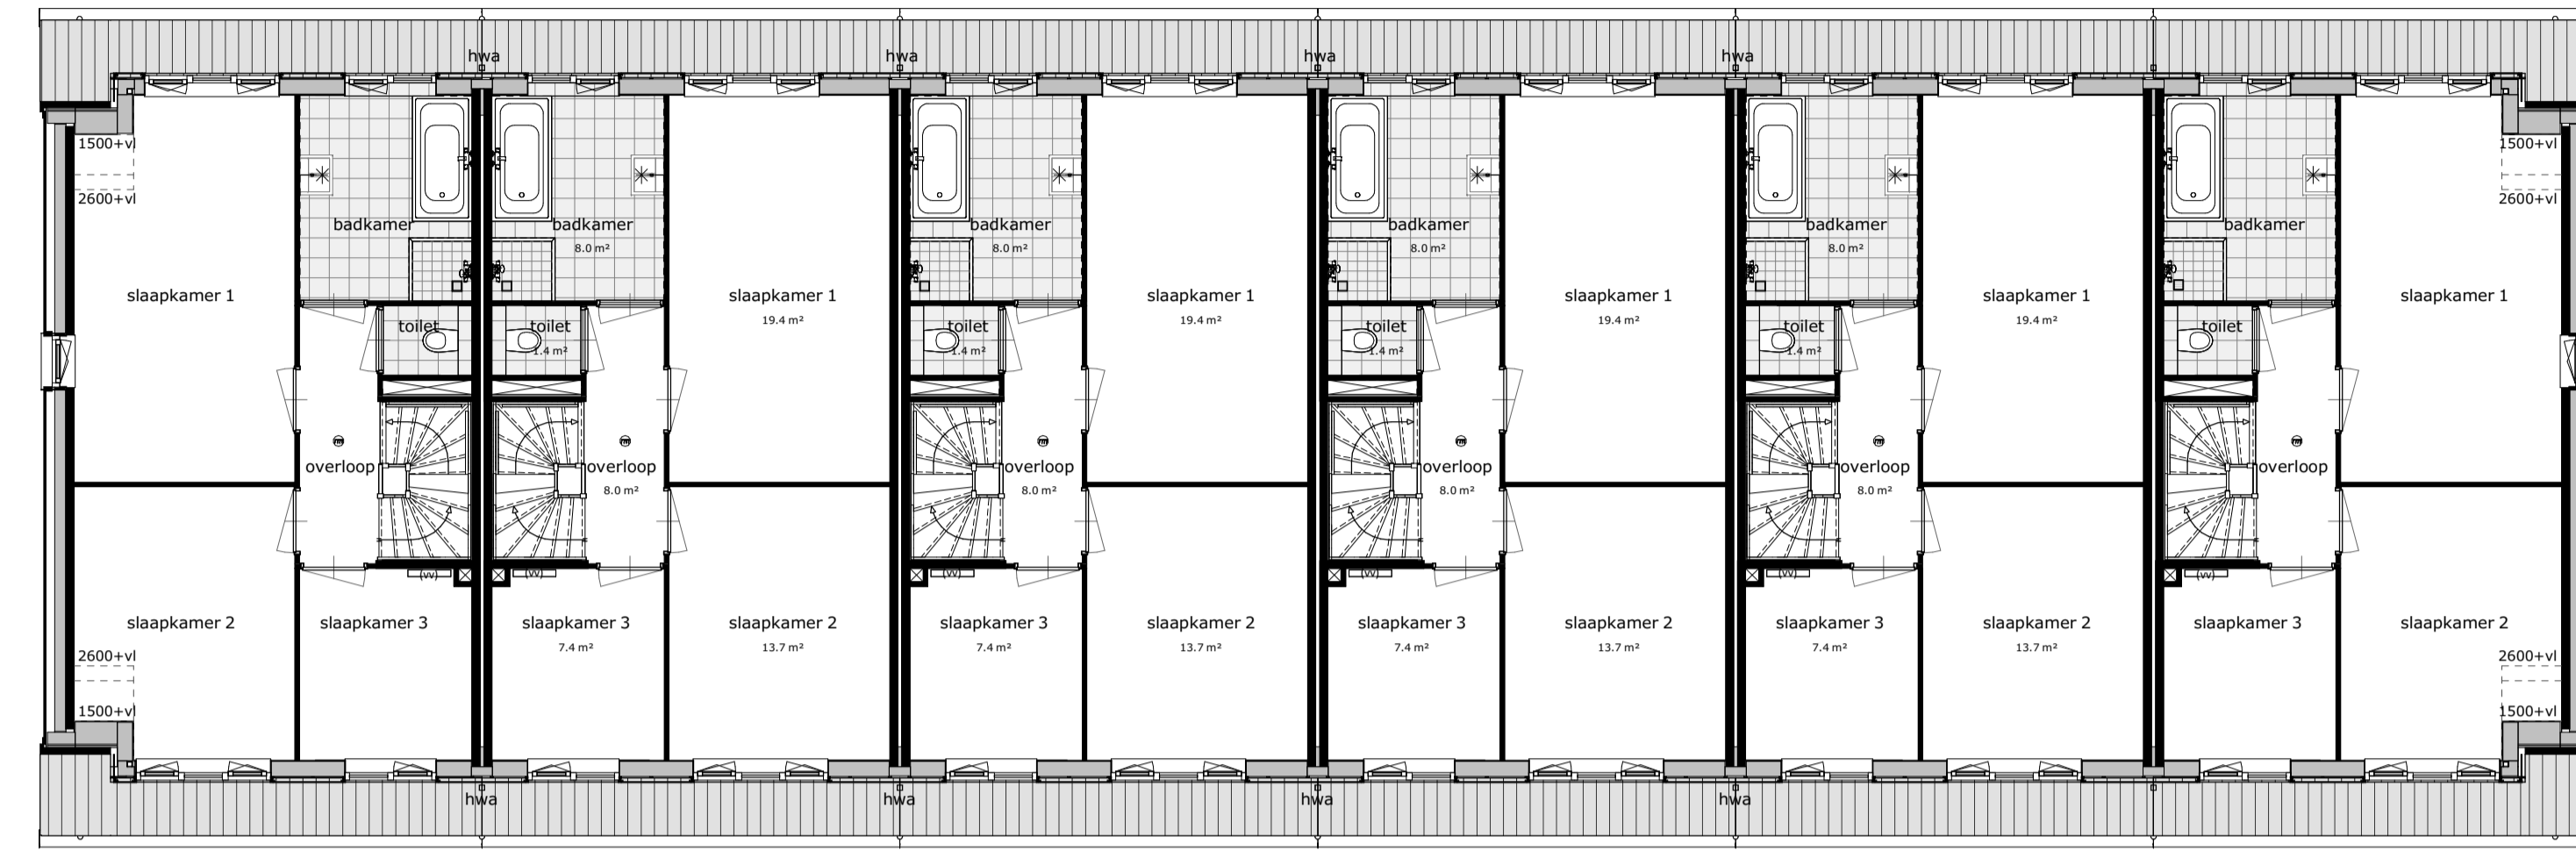 hwa
hwa
hwa
hwa
1500+vl
2600+vl
slaapkamer 1
badkamer
toilet
overloop
slaapkamer 2
slaapkamer 3
(vv)
2600+vl
1500+vl
badkamer
8.0 m²
toilet
1.4 m²
slaapkamer 1
19.4 m²
overloop
8.0 m²
(vv)
slaapkamer 3
7.4 m²
slaapkamer 2
13.7 m²
badkamer
8.0 m²
toilet
1.4 m²
slaapkamer 1
19.4 m²
overloop
8.0 m²
(vv)
slaapkamer 3
7.4 m²
slaapkamer 2
13.7 m²
badkamer
8.0 m²
toilet
1.4 m²
slaapkamer 1
19.4 m²
overloop
8.0 m²
(vv)
slaapkamer 3
7.4 m²
slaapkamer 2
13.7 m²
badkamer
8.0 m²
toilet
1.4 m²
slaapkamer 1
19.4 m²
overloop
8.0 m²
(vv)
slaapkamer 3
7.4 m²
slaapkamer 2
13.7 m²
1500+vl
2600+vl
badkamer
toilet
slaapkamer 1
overloop
(vv)
slaapkamer 3
slaapkamer 2
2600+vl
1500+vl
hwa
hwa
hwa
hwa